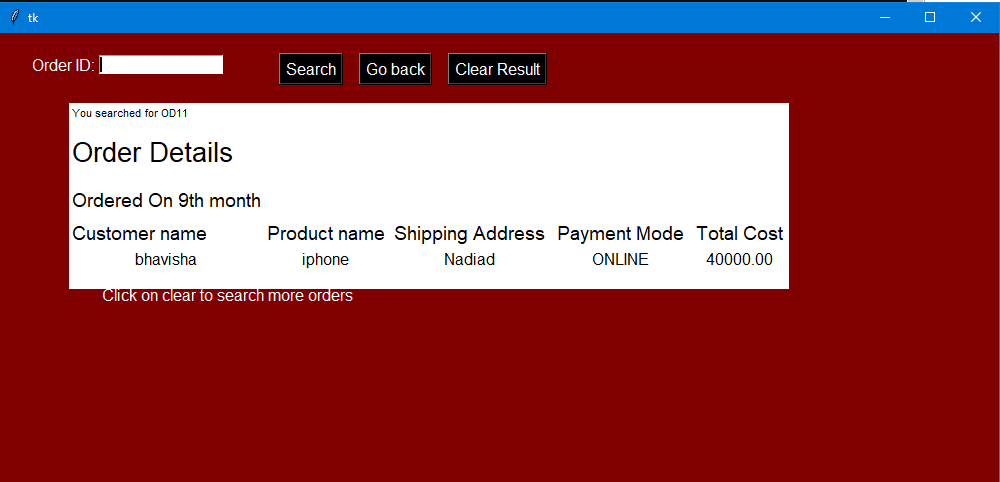 tk
Order ID: Search Go back Clear Result
You searched for OD11
Order Details
Ordered On 9th month
Customer name Product name Shipping Address Payment Mode Total Cost
bhavisha iphone Nadiad ONLINE 40000.00
Click on clear to search more orders